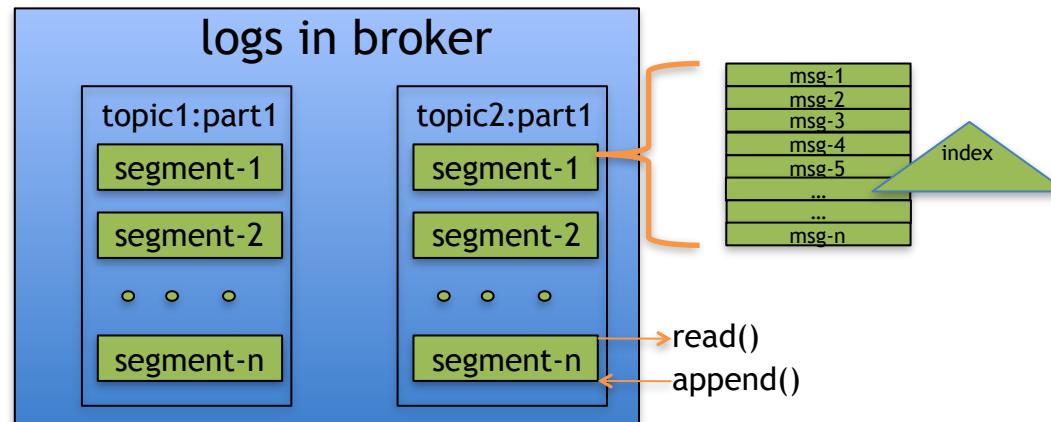 logs in broker
topic1:part1
segment-1
segment-2
segment-n
topic2:part1
segment-1
segment-2
segment-n
read()
append()
msg-1
msg-2
msg-3
msg-4
msg-5
...
...
msg-n
index